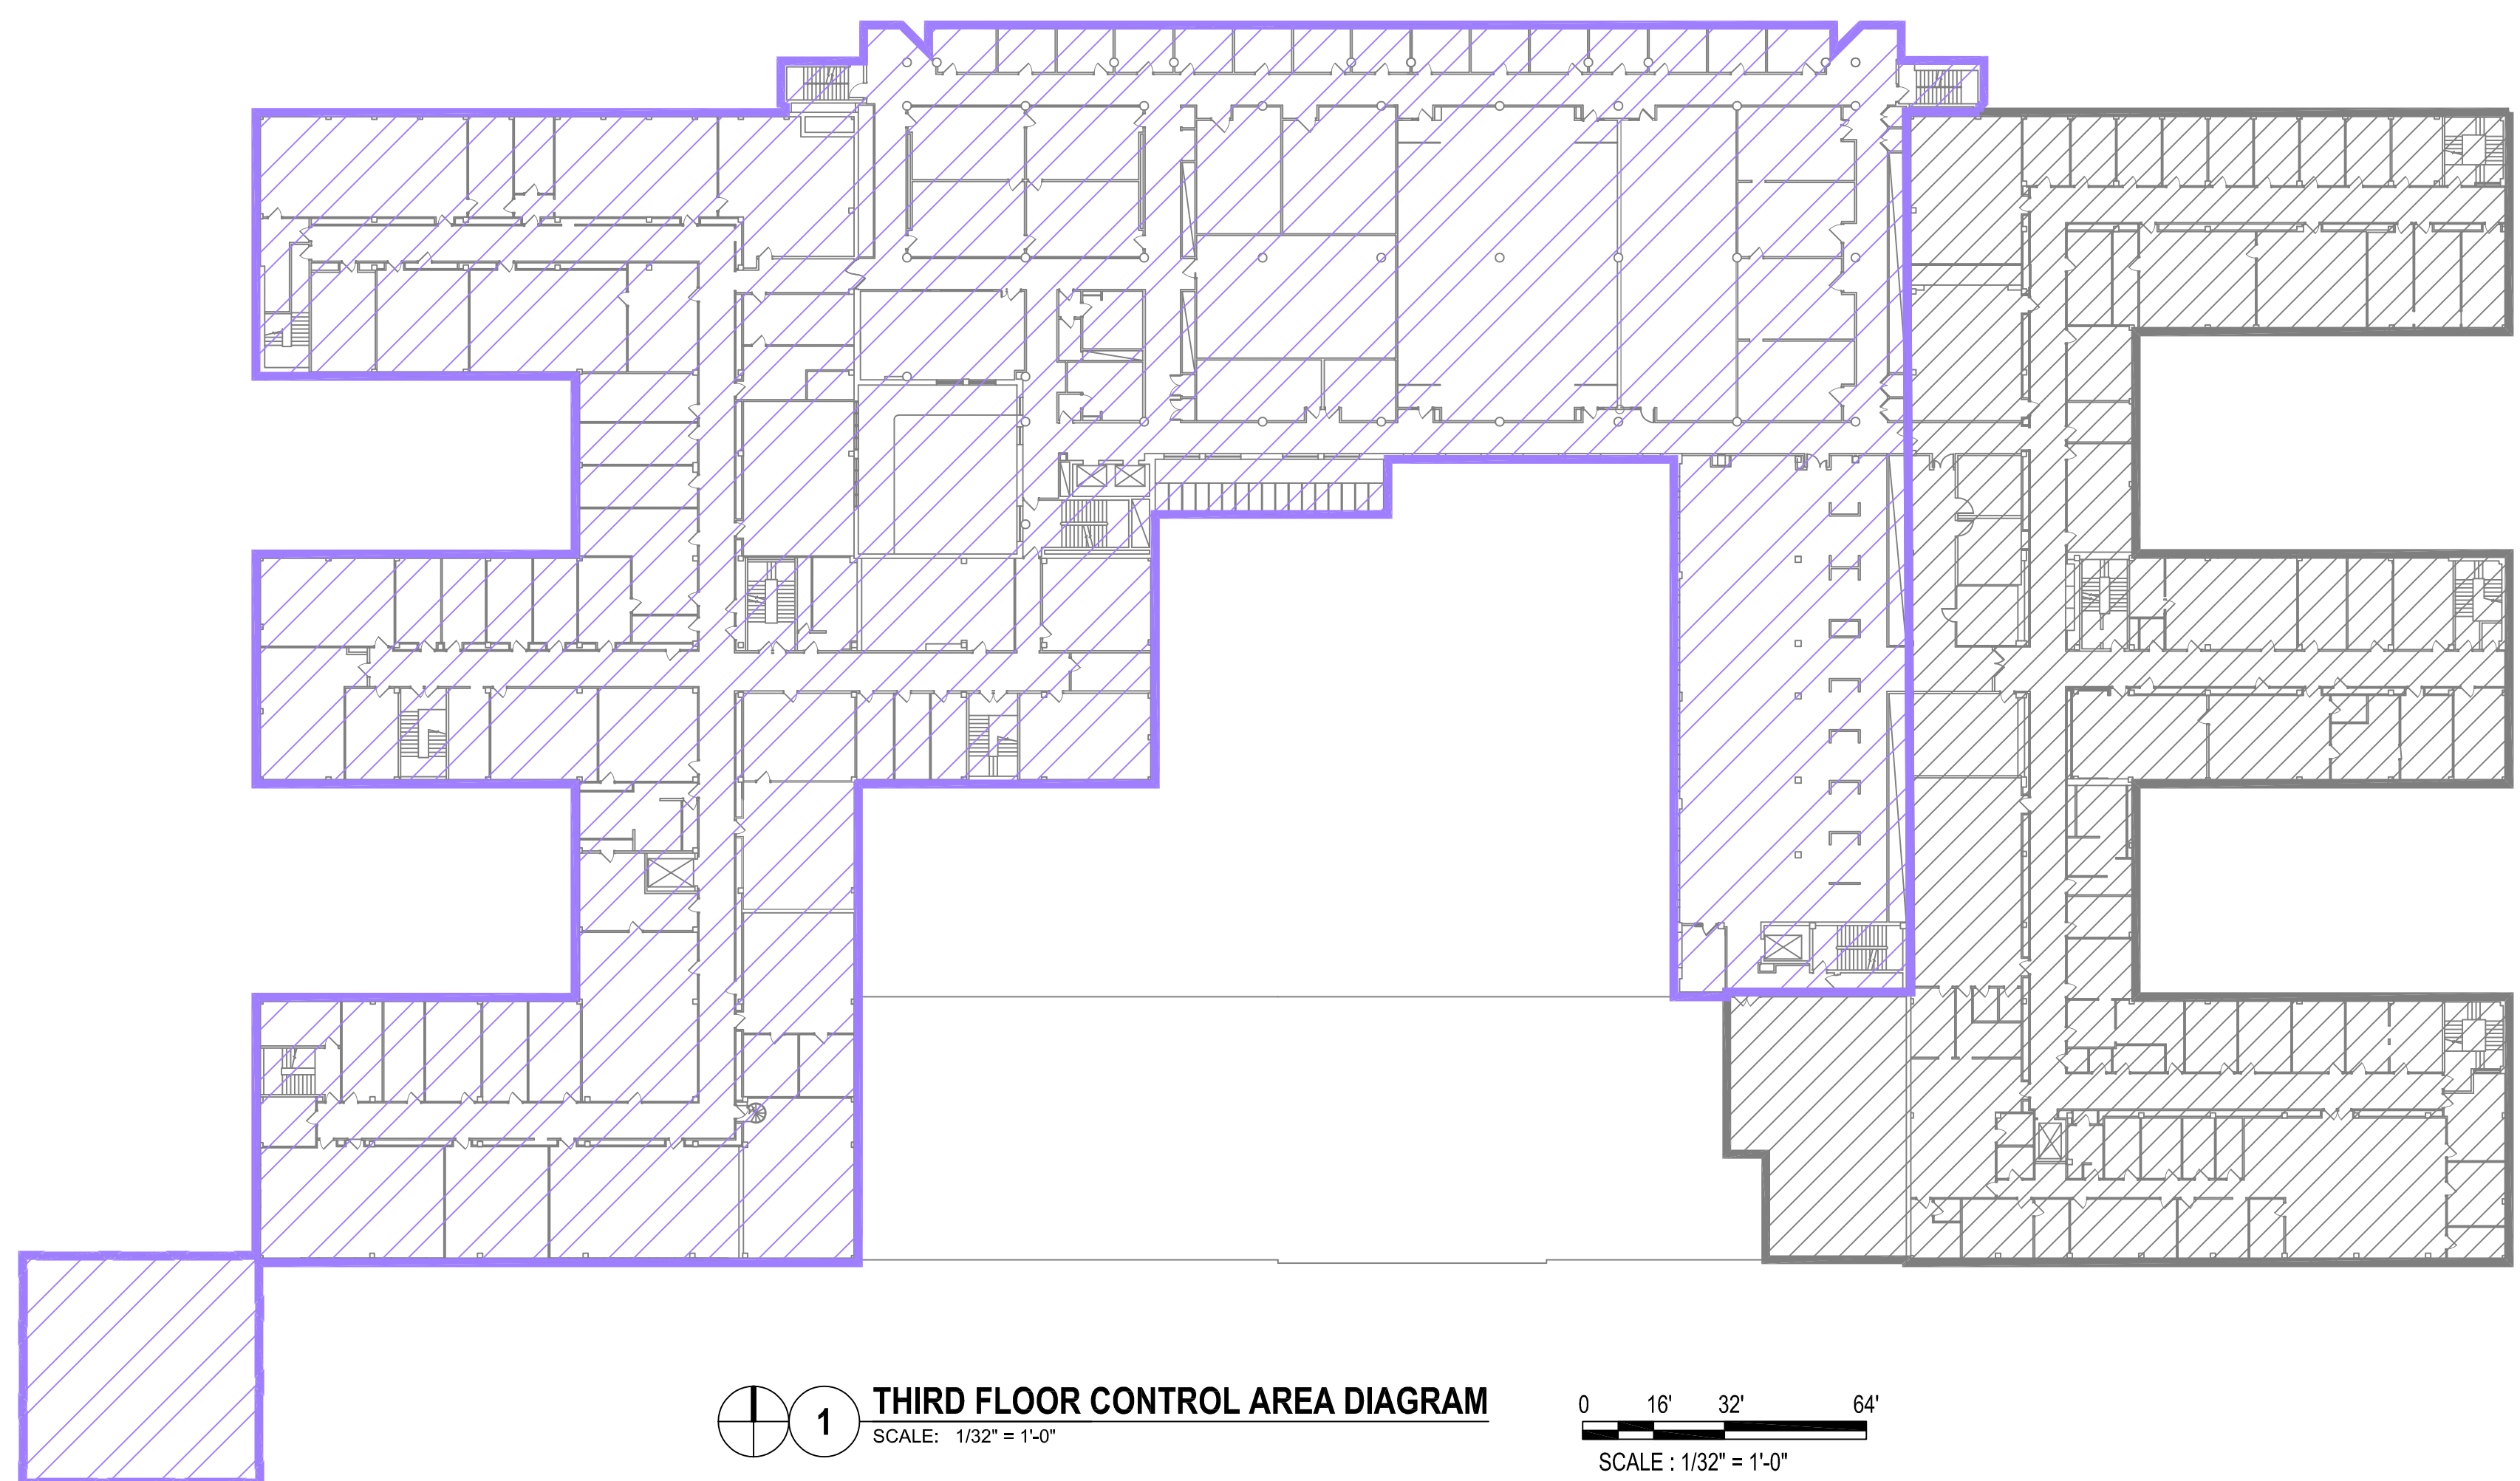 1
THIRD FLOOR CONTROL AREA DIAGRAM
SCALE: 1/32" = 1'-0"
0 16' 32' 64'
SCALE : 1/32" = 1'-0"